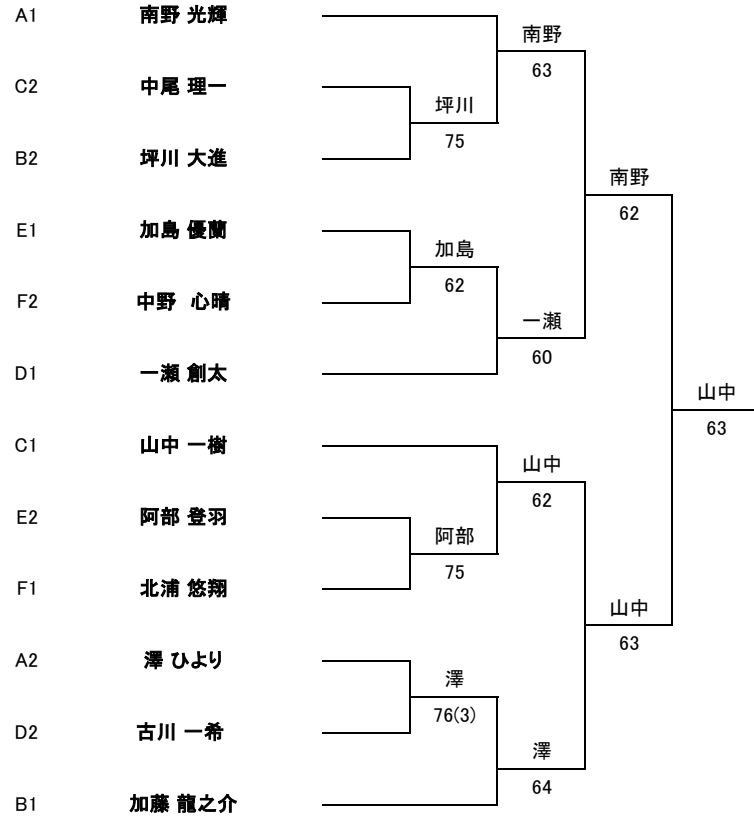 A1 南野 光輝
南野
63
C2 中尾 理一
坪川
75
B2 坪川 大進
南野
62
E1 加島 優蘭
加島
62
F2 中野 心晴
一瀬
60
D1 一瀬 創太
山中
63
C1 山中 一樹
山中
62
E2 阿部 登羽
阿部
75
F1 北浦 悠翔
山中
63
A2 澤 ひより
澤
76(3)
D2 古川 一希
澤
64
B1 加藤 龍之介